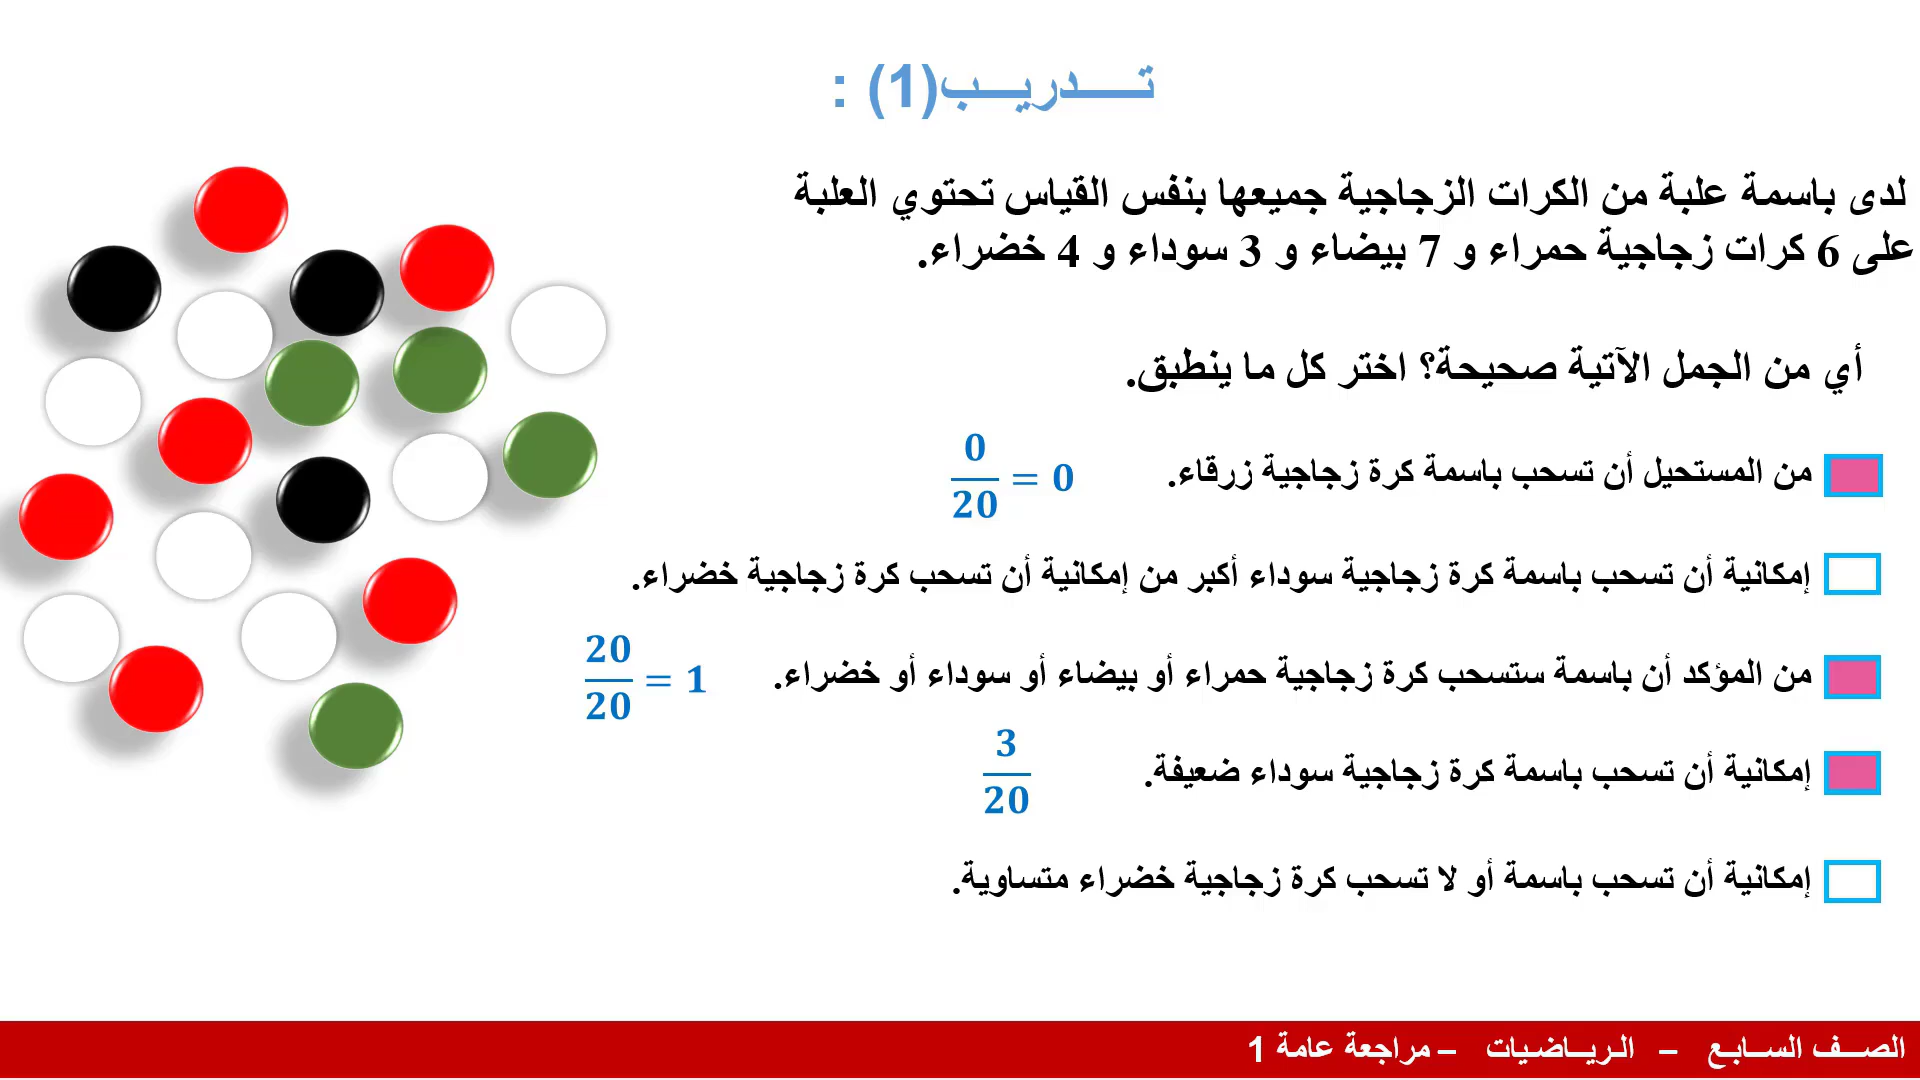 تـــــدريـــب(1) :
لدى باسمة علبة من الكرات الزجاجية جميعها بنفس القياس تحتوي العلبة
على 6 كرات زجاجية حمراء و 7 بيضاء و 3 سوداء و 4 خضراء.
أي من الجمل الآتية صحيحة؟ اختر كل ما ينطبق.
من المستحيل أن تسحب باسمة كرة زجاجية زرقاء. 0/20 = 0
إمكانية أن تسحب باسمة كرة زجاجية سوداء أكبر من إمكانية أن تسحب كرة زجاجية خضراء.
من المؤكد أن باسمة ستسحب كرة زجاجية حمراء أو بيضاء أو سوداء أو خضراء. 20/20 = 1
إمكانية أن تسحب باسمة كرة زجاجية سوداء ضعيفة. 3/20
إمكانية أن تسحب باسمة أو لا تسحب كرة زجاجية خضراء متساوية.
الصـــف الســـابـع – الـريـــاضـيات – مراجعة عامة 1